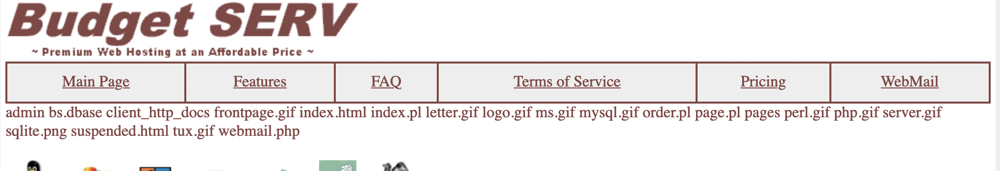 Budget SERV
~ Premium Web Hosting at an Affordable Price ~
Main Page Features FAQ Terms of Service Pricing WebMail
admin bs.dbase client_http_docs frontpage.gif index.html index.pl letter.gif logo.gif ms.gif mysql.gif order.pl page.pl pages perl.gif php.gif server.gif
sqlite.png suspended.html tux.gif webmail.php